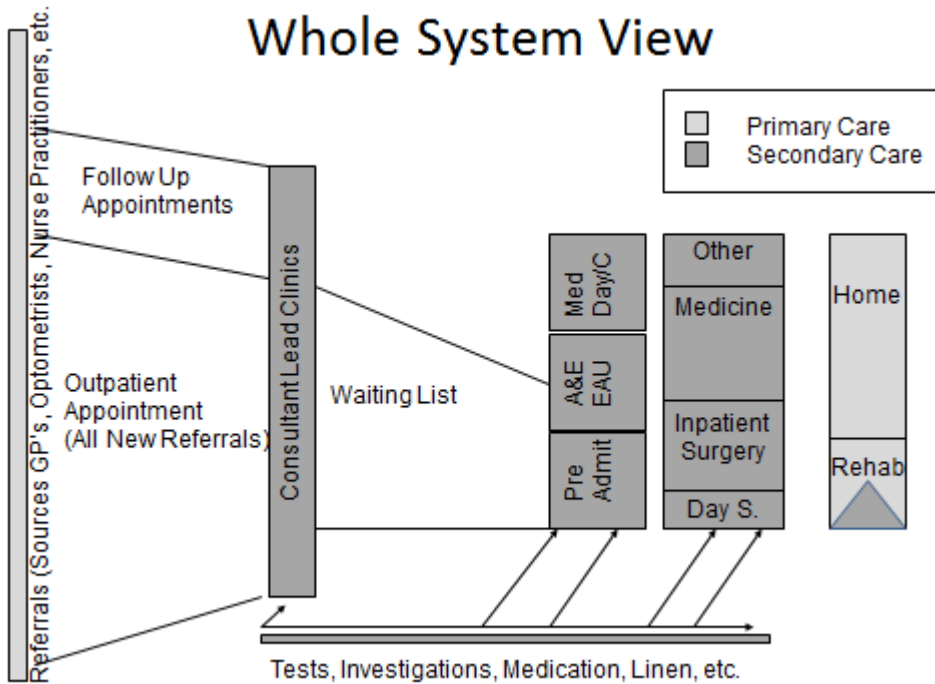 Whole System View
Primary Care
Secondary Care
Referrals (Sources GP's, Optometrists, Nurse Practitioners, etc.
Follow Up
Appointments
Outpatient
Appointment
(All New Referrals)
Consultant Lead Clinics
Waiting List
Med
Day/C
A&E
EAU
Pre
Admit
Other
Medicine
Inpatient
Surgery
Day S.
Home
Rehab
Tests, Investigations, Medication, Linen, etc.